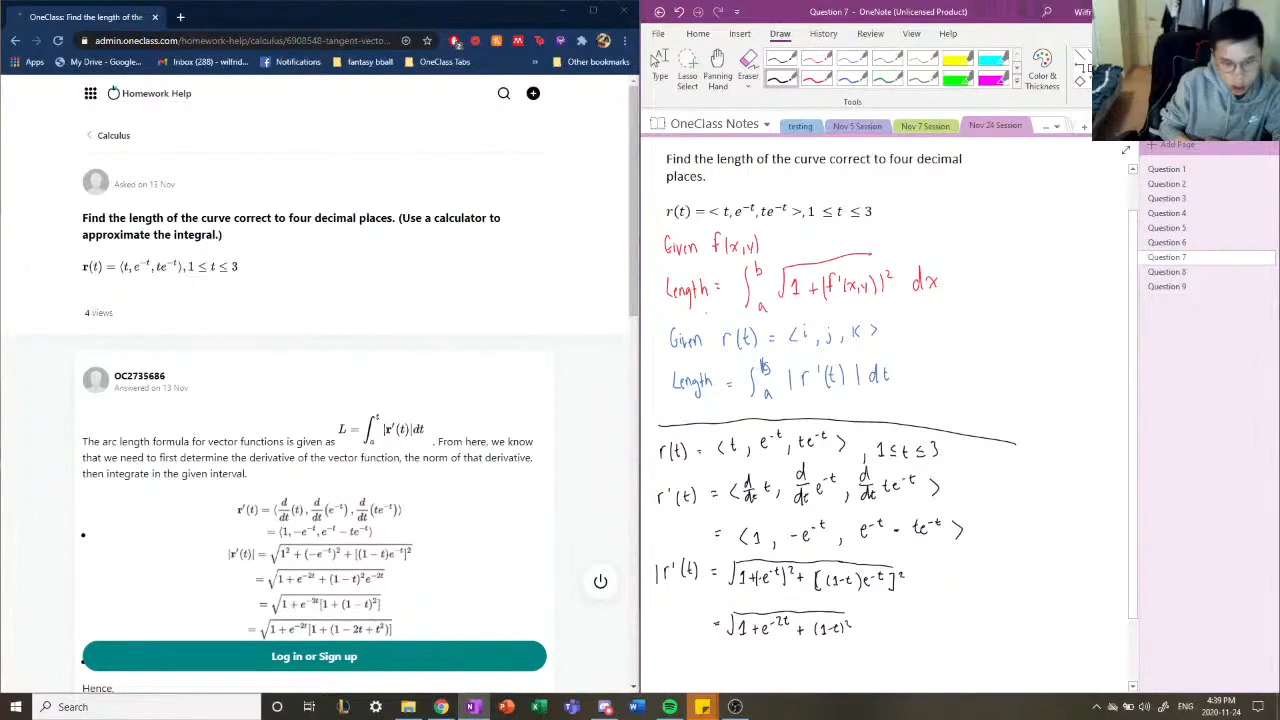 OneClass: Find the length of the
admin.oneclass.com/homework-help/calculus/6908548-tangent-vecto...
Apps
My Drive - Google...
Inbox (288) - wilfrid...
Notifications
fantasy bball
OneClass Tabs
»
Other bookmarks
Homework Help
Calculus
Asked on 13 Nov
Find the length of the curve correct to four decimal places. (Use a calculator to
approximate the integral.)
r(t) = ⟨t, e^{-t}, te^{-t}⟩, 1 ≤ t ≤ 3
4 views
OC2735686
Answered on 13 Nov
The arc length formula for vector functions is given as L = ∫_a^t |r′(t)|dt . From here, we know
that we need to first determine the derivative of the vector function, the norm of that derivative,
then integrate in the given interval.
r′(t) = ⟨d/dt (t), d/dt (e^{-t}), d/dt (te^{-t})⟩
= ⟨1, −e^{-t}, e^{-t} − te^{-t}⟩
|r′(t)| = √(1² + (−e^{-t})² + [(1 − t)e^{-t}]²)
= √(1 + e^{-2t} + (1 − t)²e^{-2t})
= √(1 + e^{-2t}[1 + (1 − t)²])
= √(1 + e^{-2t}[1 + (1 − 2t + t²)])
Log in or Sign up
Hence,
Question 7 - OneNote (Unlicensed Product)
Wilfr
File
Home
Insert
Draw
History
Review
View
Help
Type
Lasso Select
Panning Hand
Eraser
Color & Thickness
Tools
OneClass Notes
testing
Nov 5 Session
Nov 7 Session
Nov 24 Session
Add Page
Question 1
Question 2
Question 3
Question 4
Question 5
Question 6
Question 7
Question 8
Question 9
Find the length of the curve correct to four decimal
places.
r(t) = < t, e^{-t}, te^{-t} >, 1 ≤ t ≤ 3
Given f(x,y)
Length = ∫_a^b √(1 + (f'(x,y))²) dx
Given r(t) = <i, j, k>
Length = ∫_a^b |r'(t)| dt
r(t) = <t, e^{-t}, te^{-t}>, 1 ≤ t ≤ 3
r'(t) = <d/dt t, d/dt e^{-t}, d/dt te^{-t}>
= <1, -e^{-t}, e^{-t} - te^{-t}>
|r'(t) = √(1+(-e^{-t})² + [(1-t)e^{-t}]²)
= √(1+e^{-2t} + (1-t)²)
Search
ENG
4:39 PM
2020-11-24